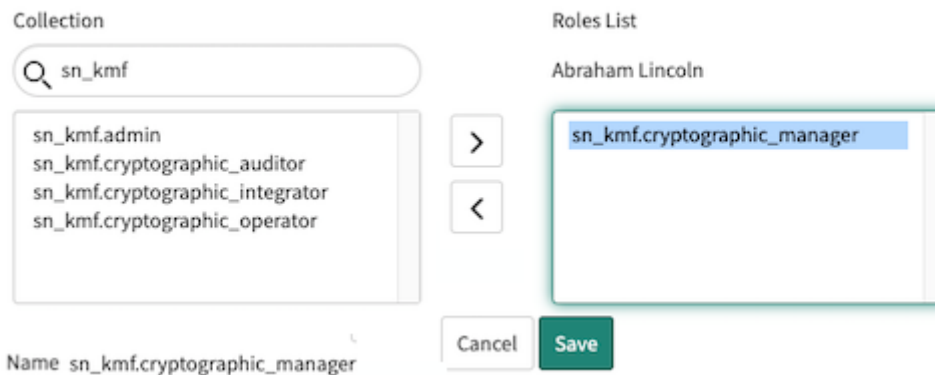 Collection
Roles List
sn_kmf
Abraham Lincoln
sn_kmf.admin
sn_kmf.cryptographic_auditor
sn_kmf.cryptographic_integrator
sn_kmf.cryptographic_operator
>
<
sn_kmf.cryptographic_manager
Cancel
Save
Name sn_kmf.cryptographic_manager